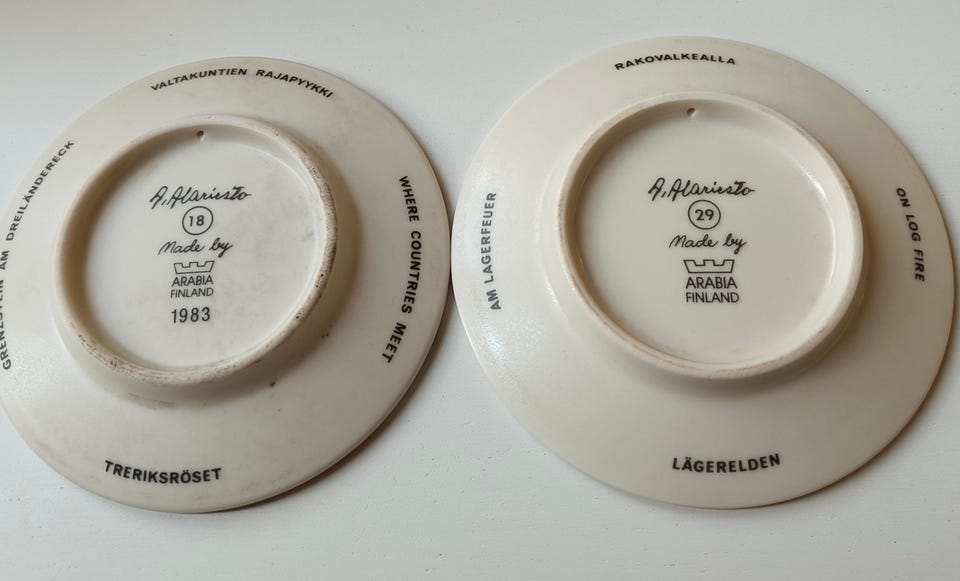 VALTAKUNTIEN RAJAPYYKKI
GRENZSTEIN AM DREILÄNDERECK
WHERE COUNTRIES MEET
TRERIKSRÖSET
A. Alariesto
18
Made by
ARABIA
FINLAND
1983
RAKOVALKEALLA
AM LAGERFEUER
ON LOG FIRE
LÄGERELDEN
A. Alariesto
29
Made by
ARABIA
FINLAND